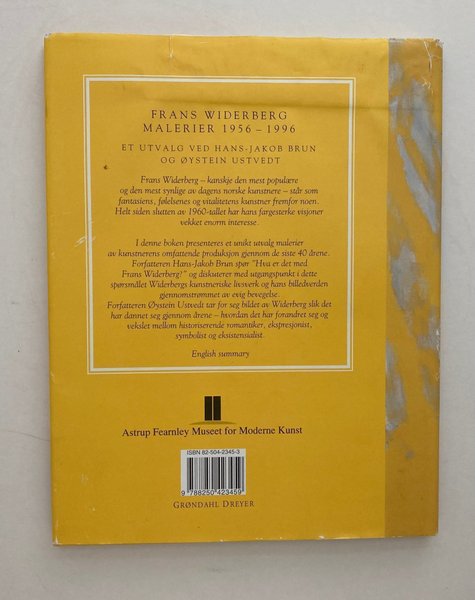 FRANS WIDERBERG
MALERIER 1956 – 1996
ET UTVALG VED HANS-JAKOB BRUN
OG ØYSTEIN USTVEDT
Frans Widerberg – kanskje den mest populære
og den mest synlige av dagens norske kunstnere – står som
fantasiens, følelsenes og vitalitetens kunstner fremfor noen.
Helt siden slutten av 1960-tallet har hans fargesterke visjoner
vekket enorm interesse.
I denne boken presenteres et unikt utvalg malerier
av kunstnerens omfattende produksjon gjennom de siste 40 årene.
Forfatteren Hans-Jakob Brun spør "Hva er det med
Frans Widerberg?" og diskuterer med utgangspunkt i dette
spørsmålet Widerbergs kunstneriske livsverk og hans billedverden
gjennomstrømmet av evig bevegelse.
Forfatteren Øystein Ustvedt tar for seg bildet av Widerberg slik det
har dannet seg gjennom årene – hvordan det har forandret seg og
vekslet mellom historiserende romantiker, ekspresjonist,
symbolist og eksistensialist.
English summary
Astrup Fearnley Museet for Moderne Kunst
ISBN 82-504-2345-3
9 788250 423459
GRØNDAHL DREYER